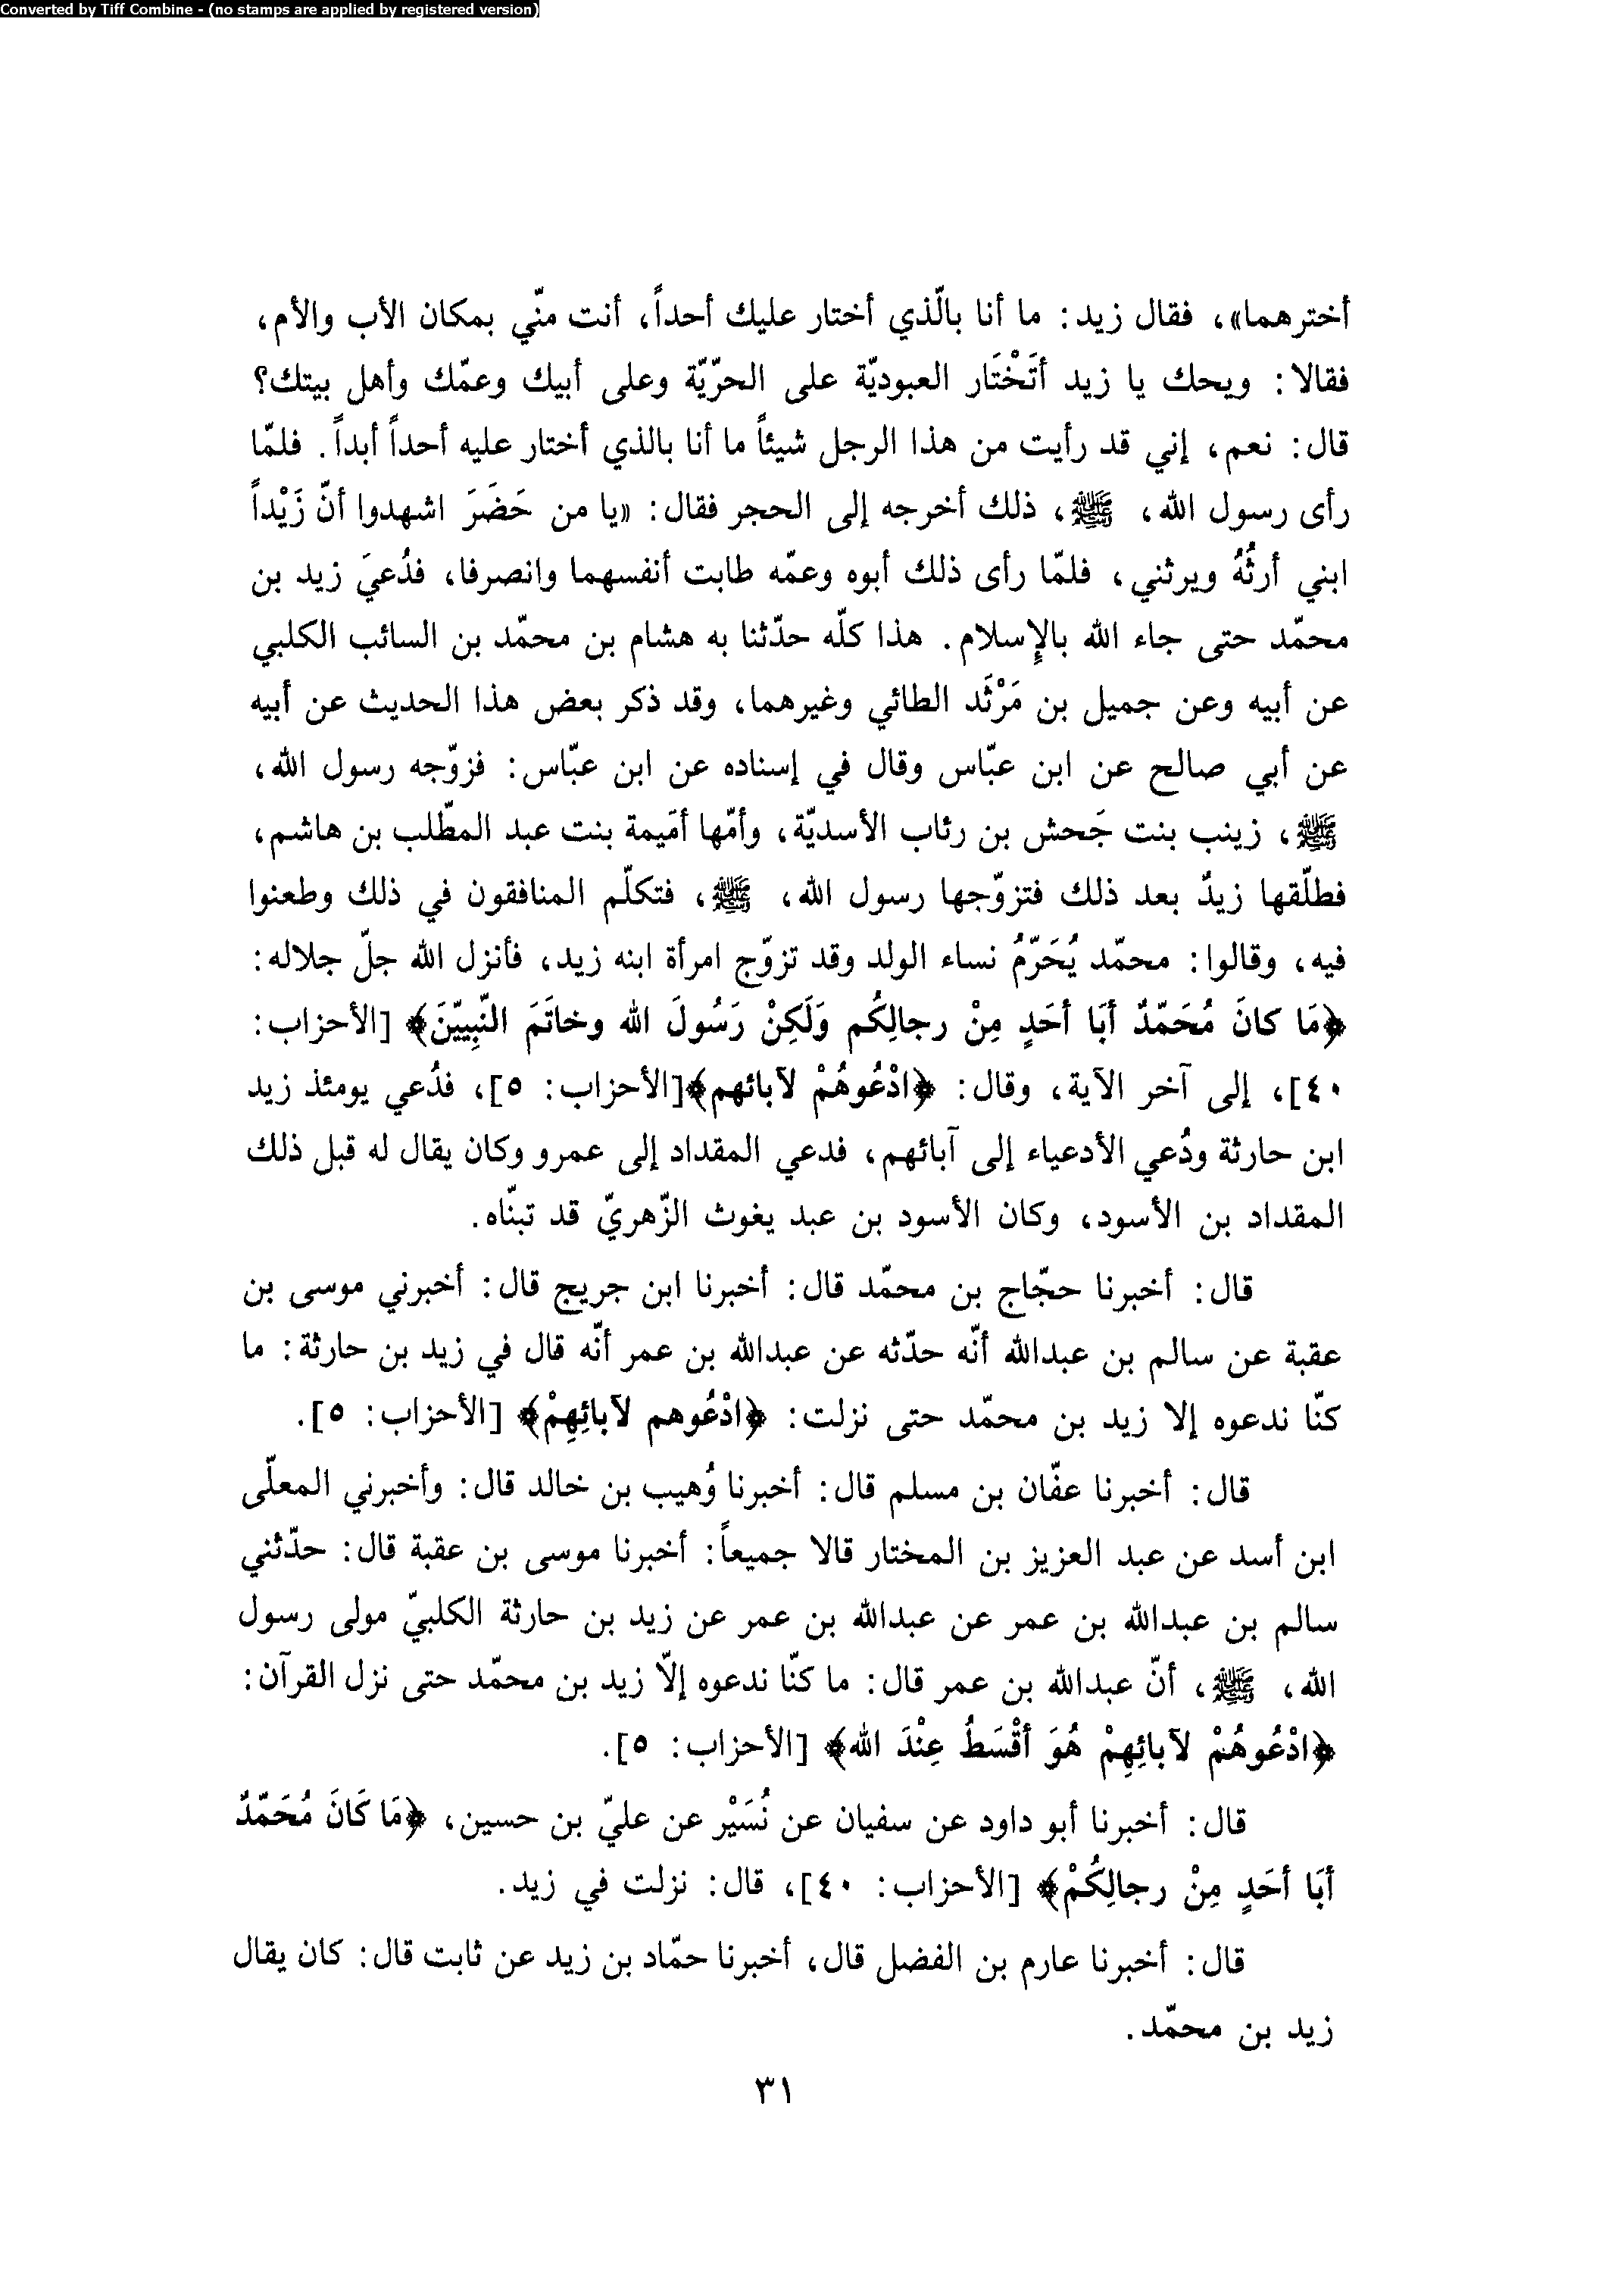 Converted by Tiff Combine - (no stamps are applied by registered version)
أخترهما»، فقال زيد: ما أنا بالّذي أختار عليك أحداً، أنت منّي بمكان الأب والأم،
فقالا: ويحك يا زيد أتَخْتَار العبوديّة على الحرّيّة وعلى أبيك وعمّك وأهل بيتك؟
قال: نعم، إني قد رأيت من هذا الرجل شيئاً ما أنا بالذي أختار عليه أحداً أبداً. فلمّا
رأى رسول الله، ﷺ، ذلك أخرجه إلى الحجر فقال: «يا من حَضَرَ اشهدوا أنّ زَيْداً
ابني أرثُهُ ويرثني، فلمّا رأى ذلك أبوه وعمّه طابت أنفسهما وانصرفا، فدُعيَ زيد بن
محمّد حتى جاء الله بالإسلام. هذا كلّه حدّثنا به هشام بن محمّد بن السائب الكلبي
عن أبيه وعن جميل بن مَرْثَد الطائي وغيرهما، وقد ذكر بعض هذا الحديث عن أبيه
عن أبي صالح عن ابن عبّاس وقال في إسناده عن ابن عبّاس: فزوّجه رسول الله،
ﷺ، زينب بنت جَحش بن رئاب الأسديّة، وأمّها أمَيمة بنت عبد المطّلب بن هاشم،
فطلّقها زيدٌ بعد ذلك فتزوّجها رسول الله، ﷺ، فتكلّم المنافقون في ذلك وطعنوا
فيه، وقالوا: محمّد يُحَرّمُ نساء الولد وقد تزوّج امرأة ابنه زيد، فأنزل الله جلّ جلاله:
﴿مَا كانَ مُحَمّدٌ أبَا أحَدٍ مِنْ رجالِكُم وَلَكِنْ رَسُولَ الله وخاتَمَ النّبِيّينَ﴾ [الأحزاب:
٤٠]، إلى آخر الآية، وقال: ﴿ادْعُوهُمْ لآبائهم﴾[الأحزاب: ٥]، فدُعي يومئذ زيد
ابن حارثة ودُعي الأدعياء إلى آبائهم، فدعي المقداد إلى عمرو وكان يقال له قبل ذلك
المقداد بن الأسود، وكان الأسود بن عبد يغوث الزّهريّ قد تبنّاه.
قال: أخبرنا حجّاج بن محمّد قال: أخبرنا ابن جريج قال: أخبرني موسى بن
عقبة عن سالم بن عبدالله أنّه حدّثه عن عبدالله بن عمر أنّه قال في زيد بن حارثة: ما
كنّا ندعوه إلا زيد بن محمّد حتى نزلت: ﴿ادْعُوهم لآبائِهِمْ﴾ [الأحزاب: ٥].
قال: أخبرنا عفّان بن مسلم قال: أخبرنا وُهيب بن خالد قال: وأخبرني المعلّى
ابن أسد عن عبد العزيز بن المختار قالا جميعاً: أخبرنا موسى بن عقبة قال: حدّثني
سالم بن عبدالله بن عمر عن عبدالله بن عمر عن زيد بن حارثة الكلبيّ مولى رسول
الله، ﷺ، أنّ عبدالله بن عمر قال: ما كنّا ندعوه إلاّ زيد بن محمّد حتى نزل القرآن:
﴿ادْعُوهُمْ لآبائِهِمْ هُوَ أقْسَطُ عِنْدَ الله﴾ [الأحزاب: ٥].
قال: أخبرنا أبو داود عن سفيان عن نُسَيْر عن عليّ بن حسين، ﴿مَا كَانَ مُحَمّدٌ
أبَا أحَدٍ مِنْ رجالِكُمْ﴾ [الأحزاب: ٤٠]، قال: نزلت في زيد.
قال: أخبرنا عارم بن الفضل قال، أخبرنا حمّاد بن زيد عن ثابت قال: كان يقال
زيد بن محمّد.
٣١